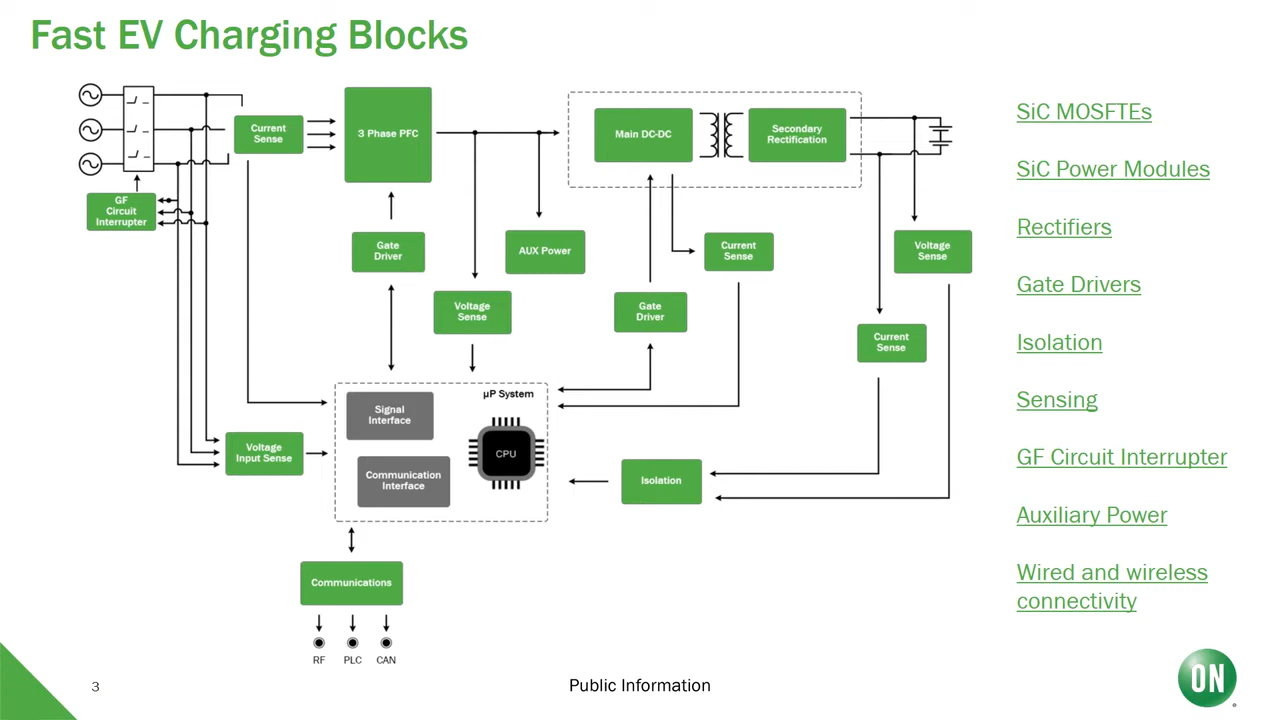 Fast EV Charging Blocks
Current
Sense
3 Phase PFC
Main DC-DC
Secondary
Rectification
GF
Circuit
Interrupter
Gate
Driver
AUX Power
Current
Sense
Voltage
Sense
Voltage
Sense
Gate
Driver
Current
Sense
µP System
Signal
Interface
CPU
Voltage
Input Sense
Communication
Interface
Isolation
Communications
RF
PLC
CAN
SiC MOSFTEs
SiC Power Modules
Rectifiers
Gate Drivers
Isolation
Sensing
GF Circuit Interrupter
Auxiliary Power
Wired and wireless
connectivity
3
Public Information
ON